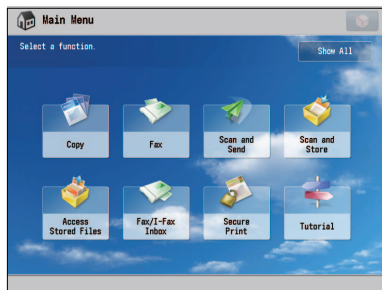 Main Menu
Select a function.
Show All
Copy
Fax
Scan and
Send
Scan and
Store
Access
Stored Files
Fax/I-Fax
Inbox
Secure
Print
Tutorial